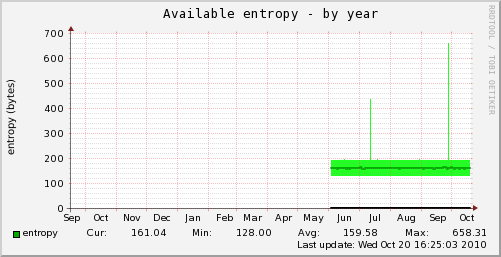 Available entropy - by year
RRDTOOL / TOBI OETIKER
entropy (bytes)
700
600
500
400
300
200
100
0
Sep Oct Nov Dec Jan Feb Mar Apr May Jun Jul Aug Sep Oct
entropy Cur: 161.04 Min: 128.00 Avg: 159.58 Max: 658.31
Last update: Wed Oct 20 16:25:03 2010